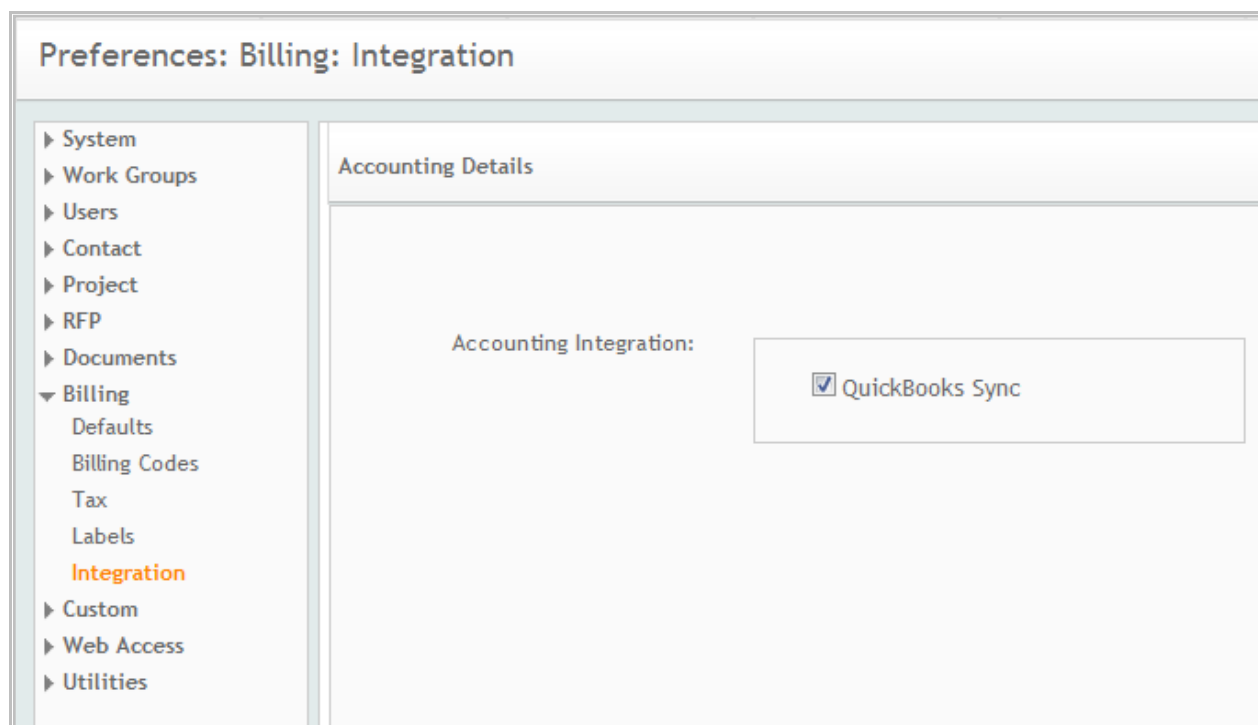 Preferences: Billing: Integration
System
Work Groups
Users
Contact
Project
RFP
Documents
Billing
Defaults
Billing Codes
Tax
Labels
Integration
Custom
Web Access
Utilities
Accounting Details
Accounting Integration:
QuickBooks Sync